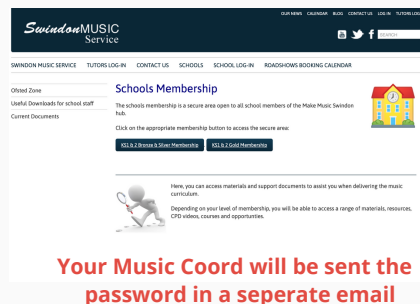 OUR NEWS CALENDAR BLOG CONTACT US LOG IN TUTORS LOG
SwindonMUSIC
Service
SEARCH
SWINDON MUSIC SERVICE TUTORS LOG-IN CONTACT US SCHOOLS SCHOOL LOG-IN ROADSHOWS BOOKING CALENDAR
Ofsted Zone
Useful Downloads for school staff
Current Documents
Schools Membership
The schools membership is a secure area open to all school members of the Make Music Swindon
hub.
Click on the appropriate membership button to access the secure area:
KS1 & 2 Bronze & Silver Membership KS1 & 2 Gold Membership
Here, you can access materials and support documents to assist you when delivering the music
curriculum.
Depending on your level of membership, you will be able to access a range of materials, resources,
CPD videos, courses and opportunties.
Your Music Coord will be sent the
password in a seperate email